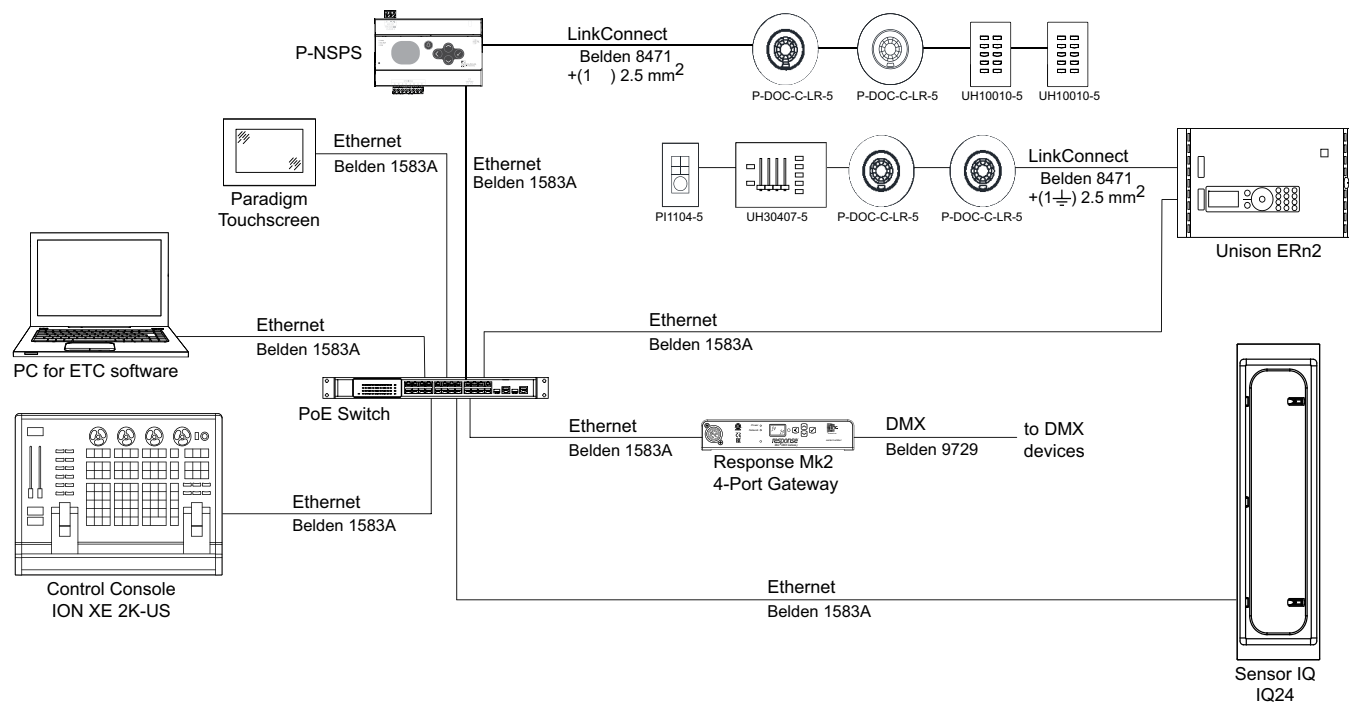 P-NSPS
LinkConnect
Belden 8471
+(1 ) 2.5 mm2
P-DOC-C-LR-5
P-DOC-C-LR-5
UH10010-5
UH10010-5
Ethernet
Belden 1583A
Paradigm
Touchscreen
Ethernet
Belden 1583A
PI1104-5
UH30407-5
P-DOC-C-LR-5
P-DOC-C-LR-5
LinkConnect
Belden 8471
+(1⏚) 2.5 mm2
Unison ERn2
PC for ETC software
Ethernet
Belden 1583A
Ethernet
Belden 1583A
PoE Switch
Ethernet
Belden 1583A
response
Response Mk2
4-Port Gateway
DMX
Belden 9729
to DMX
devices
Control Console
ION XE 2K-US
Ethernet
Belden 1583A
Ethernet
Belden 1583A
Sensor IQ
IQ24